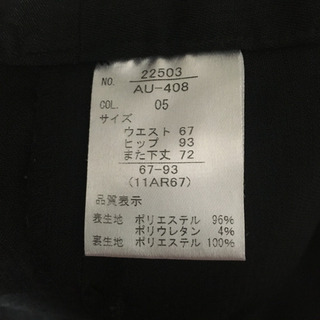 NO. 22503
AU-408
COL. 05
サイズ
ウエスト 67
ヒップ 93
また下丈 72
67-93
(11AR67)
品質表示
表生地 ポリエステル 96%
ポリウレタン 4%
裏生地 ポリエステル 100%